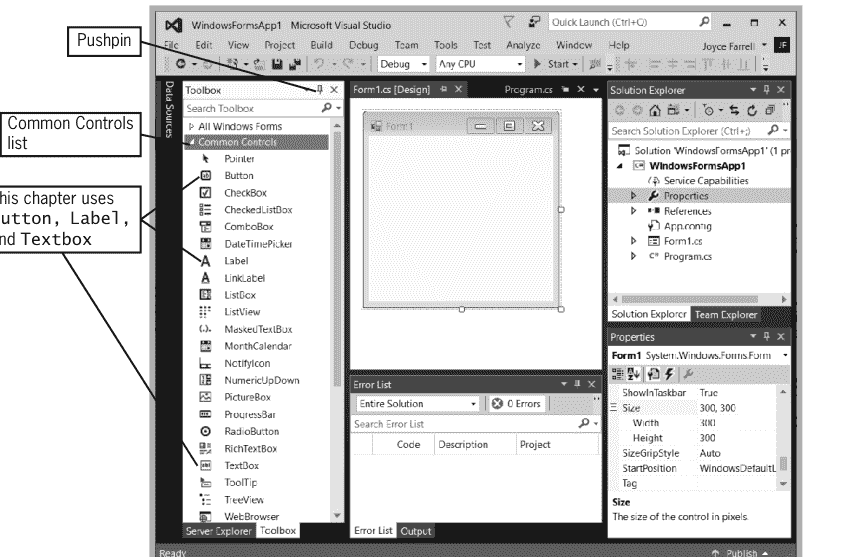 WindowsFormsApp1 Microsoft Visual Studio
Quick Launch (Ctrl+Q)
File Edit View Project Build Debug Team Tools Test Analyze Window Help Joyce Farrell JF
Debug Any CPU Start
Pushpin
Common Controls
list
his chapter uses
utton, Label,
nd Textbox
Data Sources
Toolbox
Search Toolbox
All Windows Forms
Common Controls
Pointer
Button
CheckBox
CheckedListBox
ComboBox
DateTimePicker
Label
LinkLabel
ListBox
ListView
MaskedTextBox
MonthCalendar
NotifyIcon
NumericUpDown
PictureBox
ProgressBar
RadioButton
RichTextBox
TextBox
ToolTip
TreeView
WebBrowser
Server Explorer Toolbox
Form1.cs [Design] Program.cs
Form1
Error List
Entire Solution 0 Errors
Search Error List
Code Description Project
Error List Output
Solution Explorer
Search Solution Explorer (Ctrl+;)
Solution 'WindowsFormsApp1' (1 pr
WindowsFormsApp1
Service Capabilities
Properties
References
App.config
Form1.cs
Program.cs
Solution Explorer Team Explorer
Properties
Form1 System.Windows.Forms.Form
ShowInTaskbar True
Size 300, 300
Width 300
Height 300
SizeGripStyle Auto
StartPosition WindowsDefaultL
Tag
Size
The size of the control in pixels.
Ready Publish